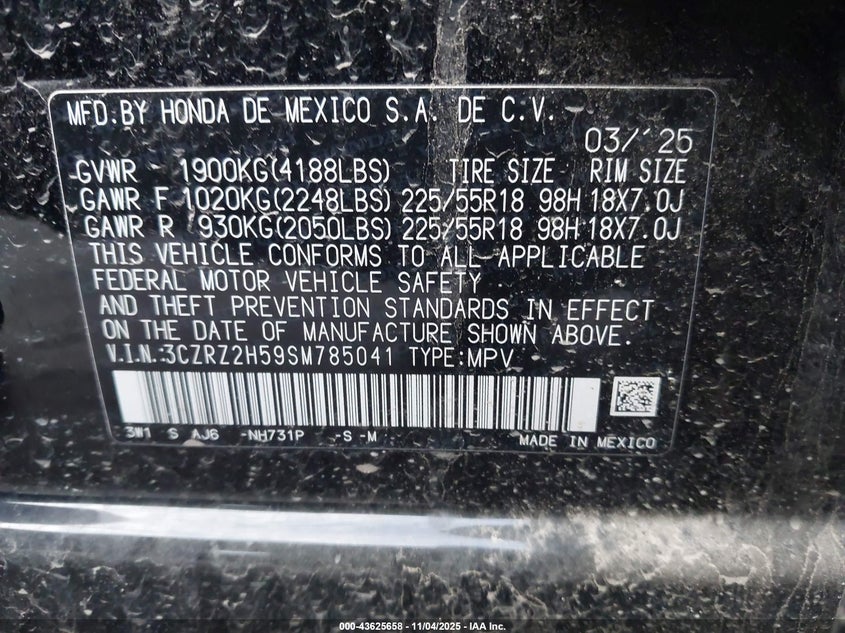 MFD.BY HONDA DE MEXICO S.A. DE C.V.
03/'25
GVWR 1900KG(4188LBS) TIRE SIZE RIM SIZE
GAWR F 1020KG(2248LBS) 225/55R18 98H 18X7.0J
GAWR R 930KG(2050LBS) 225/55R18 98H 18X7.0J
THIS VEHICLE CONFORMS TO ALL APPLICABLE
FEDERAL MOTOR VEHICLE SAFETY
AND THEFT PREVENTION STANDARDS IN EFFECT
ON THE DATE OF MANUFACTURE SHOWN ABOVE.
V.I.N.:3CZRZ2H59SM785041 TYPE:MPV
3W1 S AJ6 -NH731P -S -M MADE IN MEXICO
000-43625658 - 11/04/2025 - IAA Inc.